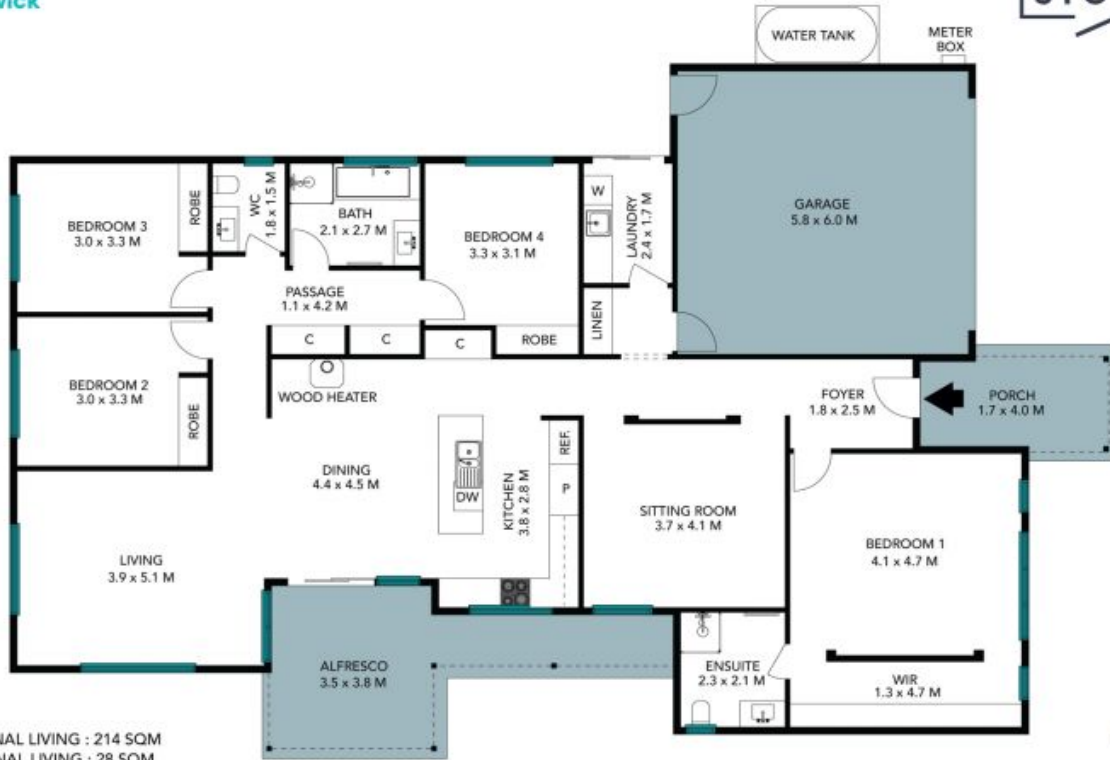 WATER TANK
METER
BOX
BEDROOM 3
3.0 x 3.3 M
ROBE
WC
1.8 x 1.5 M
BATH
2.1 x 2.7 M
BEDROOM 4
3.3 x 3.1 M
W
LAUNDRY
2.4 x 1.7 M
GARAGE
5.8 x 6.0 M
PASSAGE
1.1 x 4.2 M
C
C
C
ROBE
LINEN
BEDROOM 2
3.0 x 3.3 M
ROBE
WOOD HEATER
FOYER
1.8 x 2.5 M
PORCH
1.7 x 4.0 M
DINING
4.4 x 4.5 M
DW
KITCHEN
3.8 x 2.8 M
REF.
P
SITTING ROOM
3.7 x 4.1 M
BEDROOM 1
4.1 x 4.7 M
LIVING
3.9 x 5.1 M
ALFRESCO
3.5 x 3.8 M
ENSUITE
2.3 x 2.1 M
WIR
1.3 x 4.7 M
NAL LIVING : 214 SQM
NAL LIVING : 28 SQM